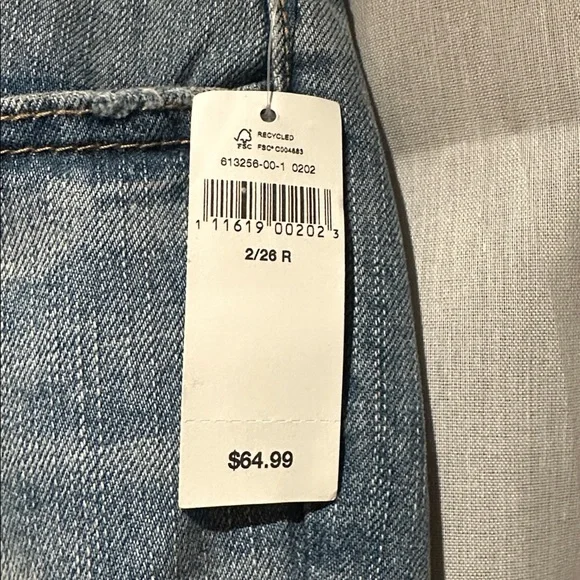 RECYCLED
FSC FSC® C004883
613256-00-1 0202
1 11619 00202 3
2/26 R
$64.99